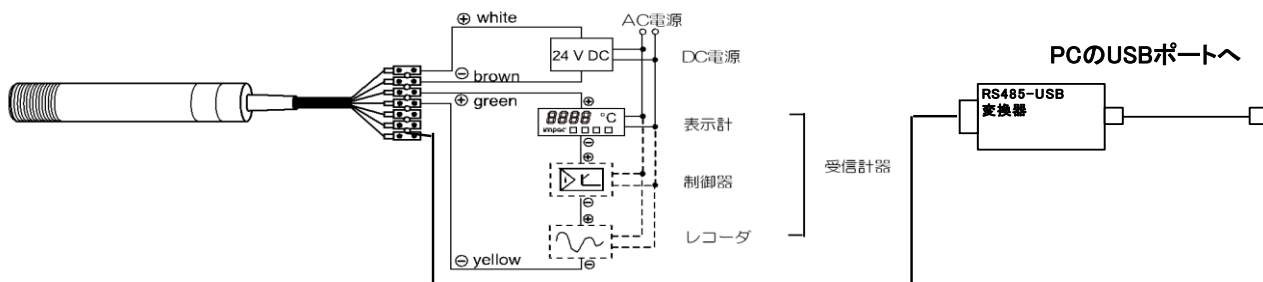 ⊕ white
AC電源
24 V DC
DC電源
⊖ brown
⊕ green
⊕
8888 °C
impac
表示計
⊖
⊕
制御器
受信計器
⊖
⊕
レコーダ
⊖ yellow
⊖
PCのUSBポートへ
RS485-USB
変換器